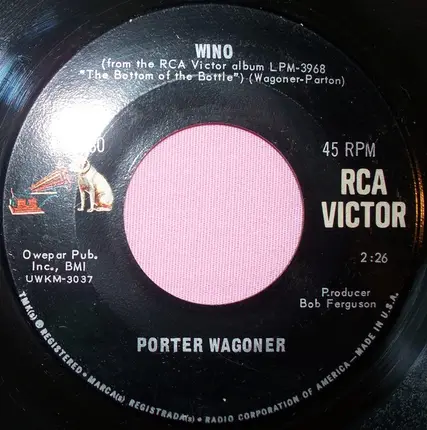 WINO
(from the RCA Victor album LPM-3968
"The Bottom of the Bottle") (Wagoner-Parton)
45 RPM
RCA
VICTOR
Owepar Pub.
Inc., BMI
UWKM-3037
2:26
Producer
Bob Ferguson
PORTER WAGONER
TMK(s) ® REGISTERED • MARCA(s) REGISTRADA(s) • RADIO CORPORATION OF AMERICA—MADE IN U.S.A.